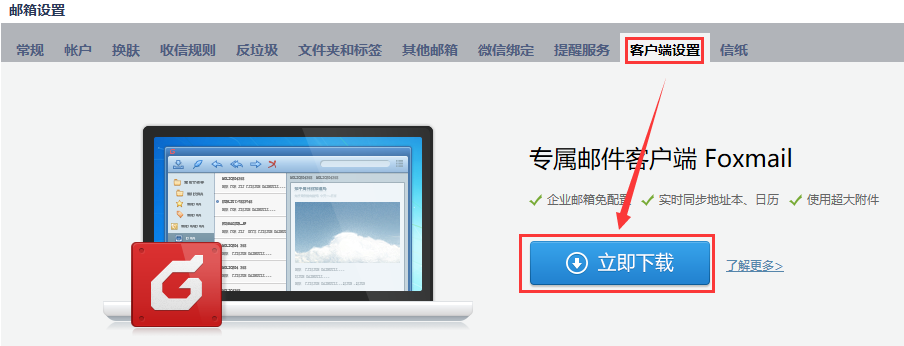 邮箱设置
常规 帐户 换肤 收信规则 反垃圾 文件夹和标签 其他邮箱 微信绑定 提醒服务 客户端设置 信纸
专属邮件客户端 Foxmail
企业邮箱免配置 实时同步地址本、日历 使用超大附件
立即下载 了解更多>